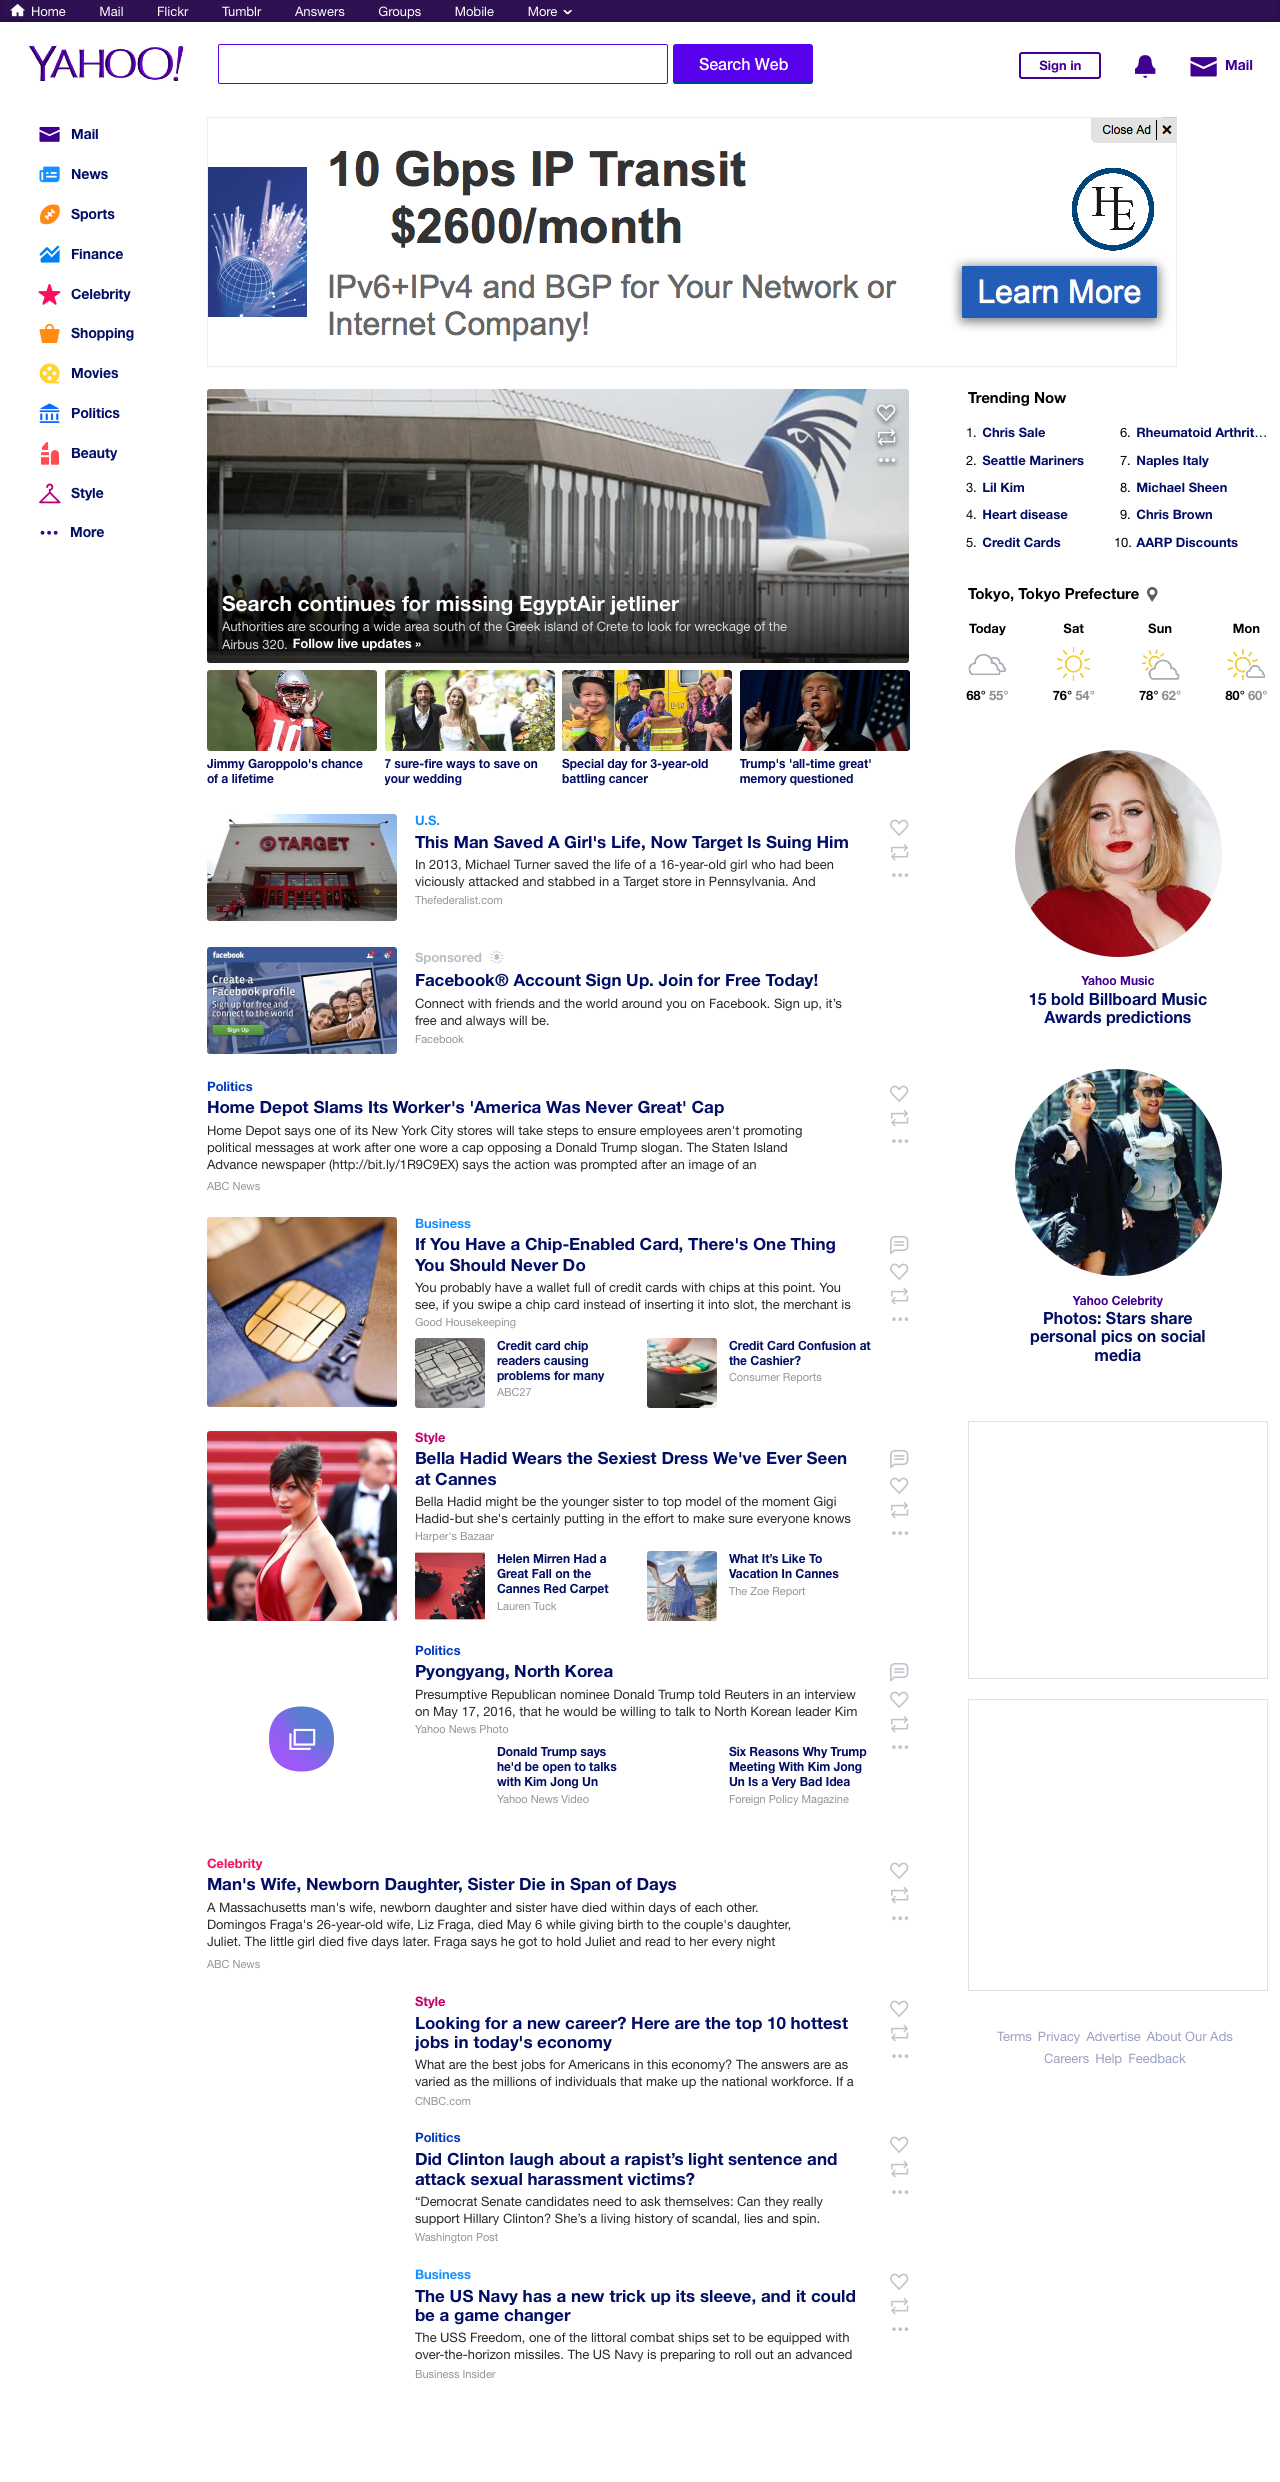 Home Mail Flickr Tumblr Answers Groups Mobile More
YAHOO! Search Web Sign in Mail
Mail
News
Sports
Finance
Celebrity
Shopping
Movies
Politics
Beauty
Style
More
Close Ad ×
10 Gbps IP Transit
$2600/month
IPv6+IPv4 and BGP for Your Network or
Internet Company!
HE
Learn More
Search continues for missing EgyptAir jetliner
Authorities are scouring a wide area south of the Greek island of Crete to look for wreckage of the
Airbus 320. Follow live updates »
Jimmy Garoppolo's chance
of a lifetime
7 sure-fire ways to save on
your wedding
Special day for 3-year-old
battling cancer
Trump's 'all-time great'
memory questioned
TARGET
U.S.
This Man Saved A Girl's Life, Now Target Is Suing Him
In 2013, Michael Turner saved the life of a 16-year-old girl who had been
viciously attacked and stabbed in a Target store in Pennsylvania. And
Thefederalist.com
facebook
Create a
Facebook profile
Sign up for free and
connect to the world
Sign Up
Sponsored
Facebook® Account Sign Up. Join for Free Today!
Connect with friends and the world around you on Facebook. Sign up, it's
free and always will be.
Facebook
Politics
Home Depot Slams Its Worker's 'America Was Never Great' Cap
Home Depot says one of its New York City stores will take steps to ensure employees aren't promoting
political messages at work after one wore a cap opposing a Donald Trump slogan. The Staten Island
Advance newspaper (http://bit.ly/1R9C9EX) says the action was prompted after an image of an
ABC News
Business
If You Have a Chip-Enabled Card, There's One Thing
You Should Never Do
You probably have a wallet full of credit cards with chips at this point. You
see, if you swipe a chip card instead of inserting it into slot, the merchant is
Good Housekeeping
Credit card chip
readers causing
problems for many
ABC27
Credit Card Confusion at
the Cashier?
Consumer Reports
Style
Bella Hadid Wears the Sexiest Dress We've Ever Seen
at Cannes
Bella Hadid might be the younger sister to top model of the moment Gigi
Hadid-but she's certainly putting in the effort to make sure everyone knows
Harper's Bazaar
Helen Mirren Had a
Great Fall on the
Cannes Red Carpet
Lauren Tuck
What It's Like To
Vacation In Cannes
The Zoe Report
Politics
Pyongyang, North Korea
Presumptive Republican nominee Donald Trump told Reuters in an interview
on May 17, 2016, that he would be willing to talk to North Korean leader Kim
Yahoo News Photo
Donald Trump says
he'd be open to talks
with Kim Jong Un
Yahoo News Video
Six Reasons Why Trump
Meeting With Kim Jong
Un Is a Very Bad Idea
Foreign Policy Magazine
Celebrity
Man's Wife, Newborn Daughter, Sister Die in Span of Days
A Massachusetts man's wife, newborn daughter and sister have died within days of each other.
Domingos Fraga's 26-year-old wife, Liz Fraga, died May 6 while giving birth to the couple's daughter,
Juliet. The little girl died five days later. Fraga says he got to hold Juliet and read to her every night
ABC News
Style
Looking for a new career? Here are the top 10 hottest
jobs in today's economy
What are the best jobs for Americans in this economy? The answers are as
varied as the millions of individuals that make up the national workforce. If a
CNBC.com
Politics
Did Clinton laugh about a rapist's light sentence and
attack sexual harassment victims?
“Democrat Senate candidates need to ask themselves: Can they really
support Hillary Clinton? She's a living history of scandal, lies and spin.
Washington Post
Business
The US Navy has a new trick up its sleeve, and it could
be a game changer
The USS Freedom, one of the littoral combat ships set to be equipped with
over-the-horizon missiles. The US Navy is preparing to roll out an advanced
Business Insider
Trending Now
1. Chris Sale
2. Seattle Mariners
3. Lil Kim
4. Heart disease
5. Credit Cards
6. Rheumatoid Arthrit...
7. Naples Italy
8. Michael Sheen
9. Chris Brown
10. AARP Discounts
Tokyo, Tokyo Prefecture
Today Sat Sun Mon
68° 55° 76° 54° 78° 62° 80° 60°
Yahoo Music
15 bold Billboard Music
Awards predictions
Yahoo Celebrity
Photos: Stars share
personal pics on social
media
Terms Privacy Advertise About Our Ads
Careers Help Feedback